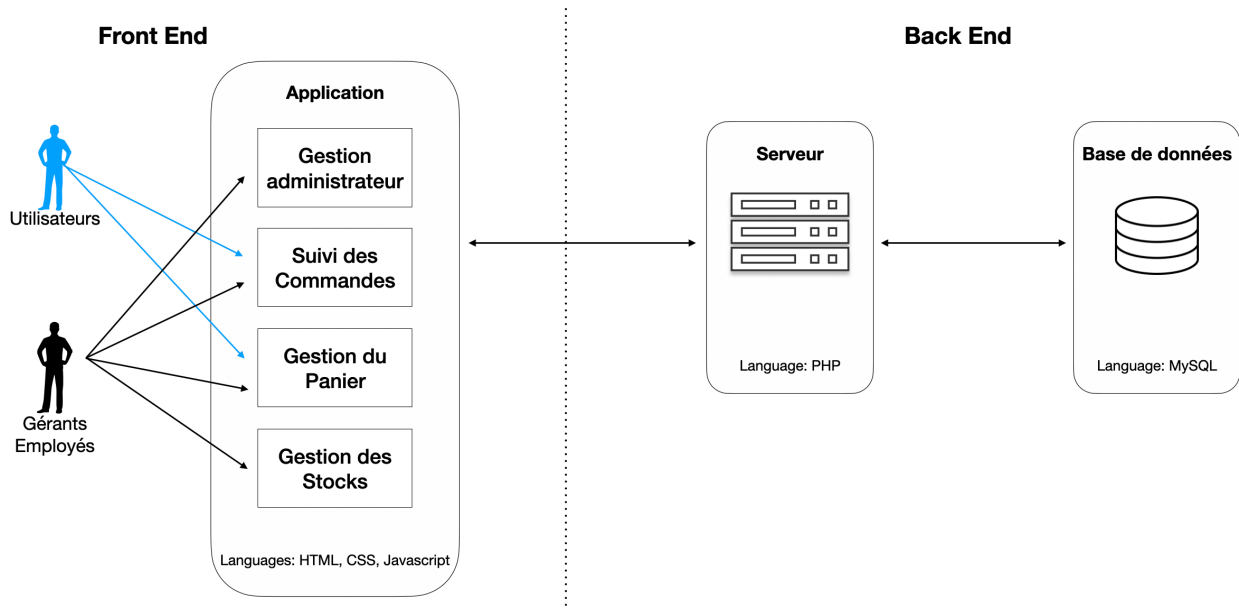 Front End
Back End
Application
Gestion
administrateur
Utilisateurs
Suivi des
Commandes
Gestion du
Panier
Gérants
Employés
Gestion des
Stocks
Languages: HTML, CSS, Javascript
Serveur
Language: PHP
Base de données
Language: MySQL